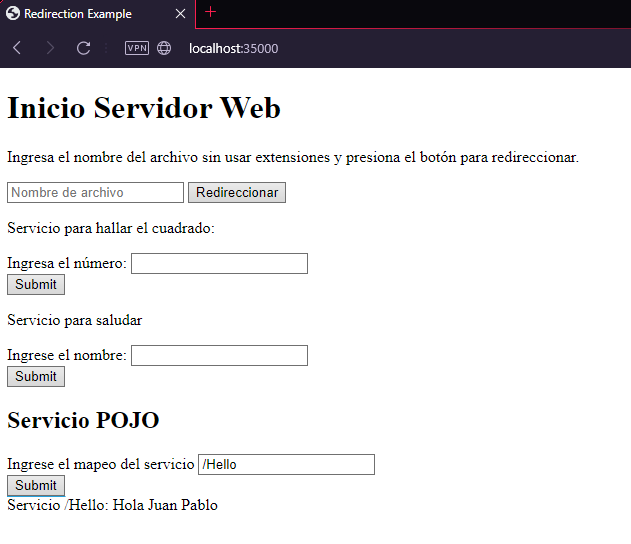 Redirection Example
VPN localhost:35000
Inicio Servidor Web
Ingresa el nombre del archivo sin usar extensiones y presiona el botón para redireccionar.
Nombre de archivo Redireccionar
Servicio para hallar el cuadrado:
Ingresa el número:
Submit
Servicio para saludar
Ingrese el nombre:
Submit
Servicio POJO
Ingrese el mapeo del servicio /Hello
Submit
Servicio /Hello: Hola Juan Pablo